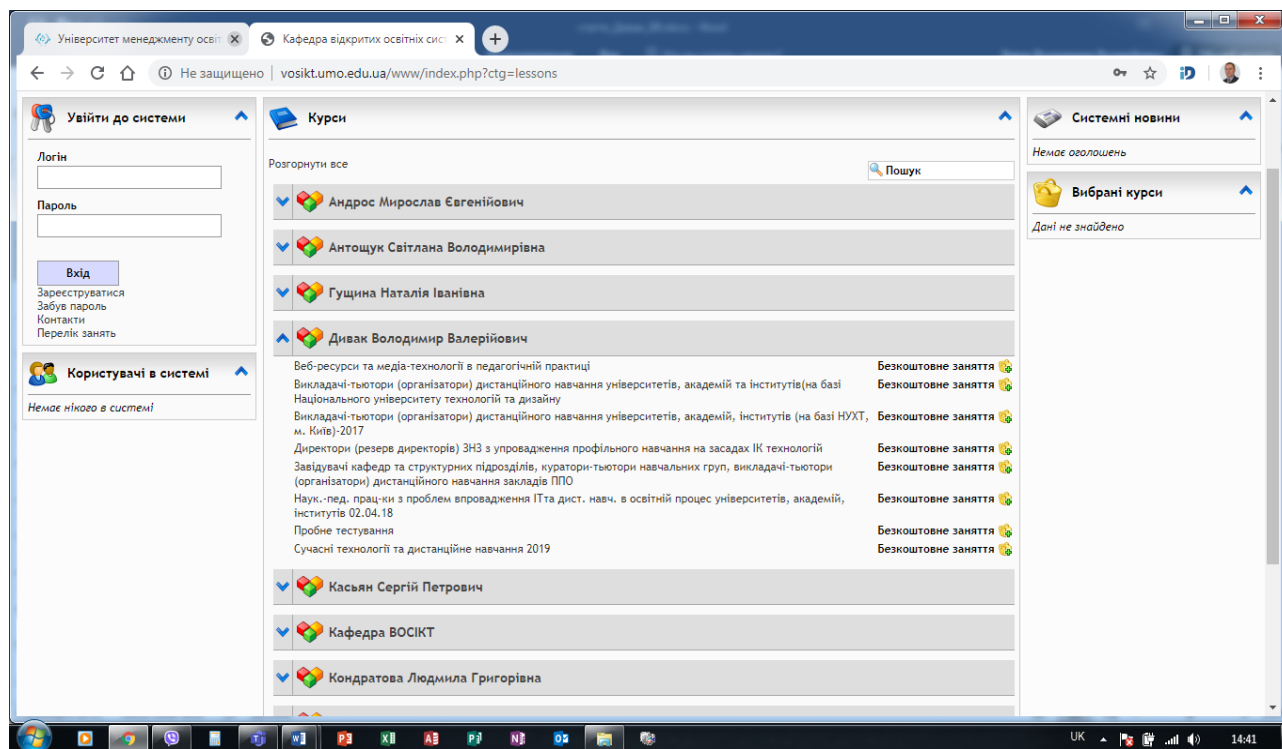 Університет менеджменту освіт
Кафедра відкритих освітніх сис
Не защищено | vosikt.umo.edu.ua/www/index.php?ctg=lessons
Увійти до системи
Логін
Пароль
Вхід
Зареєструватися
Забув пароль
Контакти
Перелік занять
Користувачі в системі
Немає нікого в системі
Курси
Розгорнути все
Пошук
Андрос Мирослав Євгенійович
Антощук Світлана Володимирівна
Гущина Наталія Іванівна
Дивак Володимир Валерійович
Веб-ресурси та медіа-технології в педагогічній практиці Безкоштовне заняття
Викладачі-тьютори (організатори) дистанційного навчання університетів, академій та інститутів(на базі Безкоштовне заняття
Національного університету технологій та дизайну
Викладачі-тьютори (організатори) дистанційного навчання університетів, академій, інститутів (на базі НУХТ, Безкоштовне заняття
м. Київ)-2017
Директори (резерв директорів) ЗНЗ з упровадження профільного навчання на засадах ІК технологій Безкоштовне заняття
Завідувачі кафедр та структурних підрозділів, куратори-тьютори навчальних груп, викладачі-тьютори Безкоштовне заняття
(організатори) дистанційного навчання закладів ППО
Наук.-пед. прац-ки з проблем впровадження ІТта дист. навч. в освітній процес університетів, академій, Безкоштовне заняття
інститутів 02.04.18
Пробне тестування Безкоштовне заняття
Сучасні технології та дистанційне навчання 2019 Безкоштовне заняття
Касьян Сергій Петрович
Кафедра ВОСІКТ
Кондратова Людмила Григорівна
Системні новини
Немає оголошень
Вибрані курси
Дані не знайдено
UK 14:41